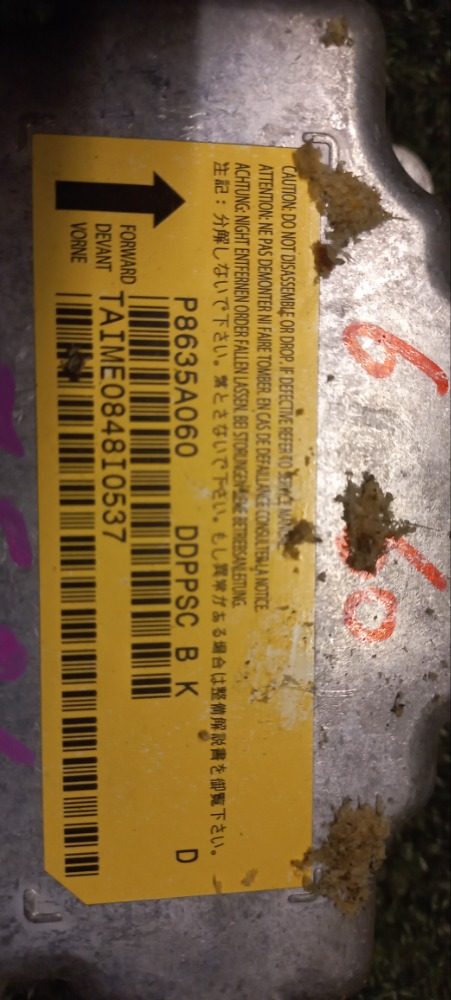 CAUTION: DO NOT DISASSEMBLE OR DROP. IF DEFECTIVE REFER TO SERVICE MANUAL
ATTENTION: NE PAS DEMONTER NI FAIRE TOMBER. EN CAS DE DEFAILLANCE CONSULTER LA NOTICE
ACHTUNG: NIGHT ENTFERNEN ORDER FALLEN LASSEN. BEI STORUNGEN SIEHE BETRIEBSANLEITUNG.
注記：分解しないで下さい。落とさないで下さい。もし異常がある場合は整備解説書を御覧下さい。
P8635A060 DDPPSC B K D
TAIME0848I0537
FORWARD
DEVANT
VORNE
6